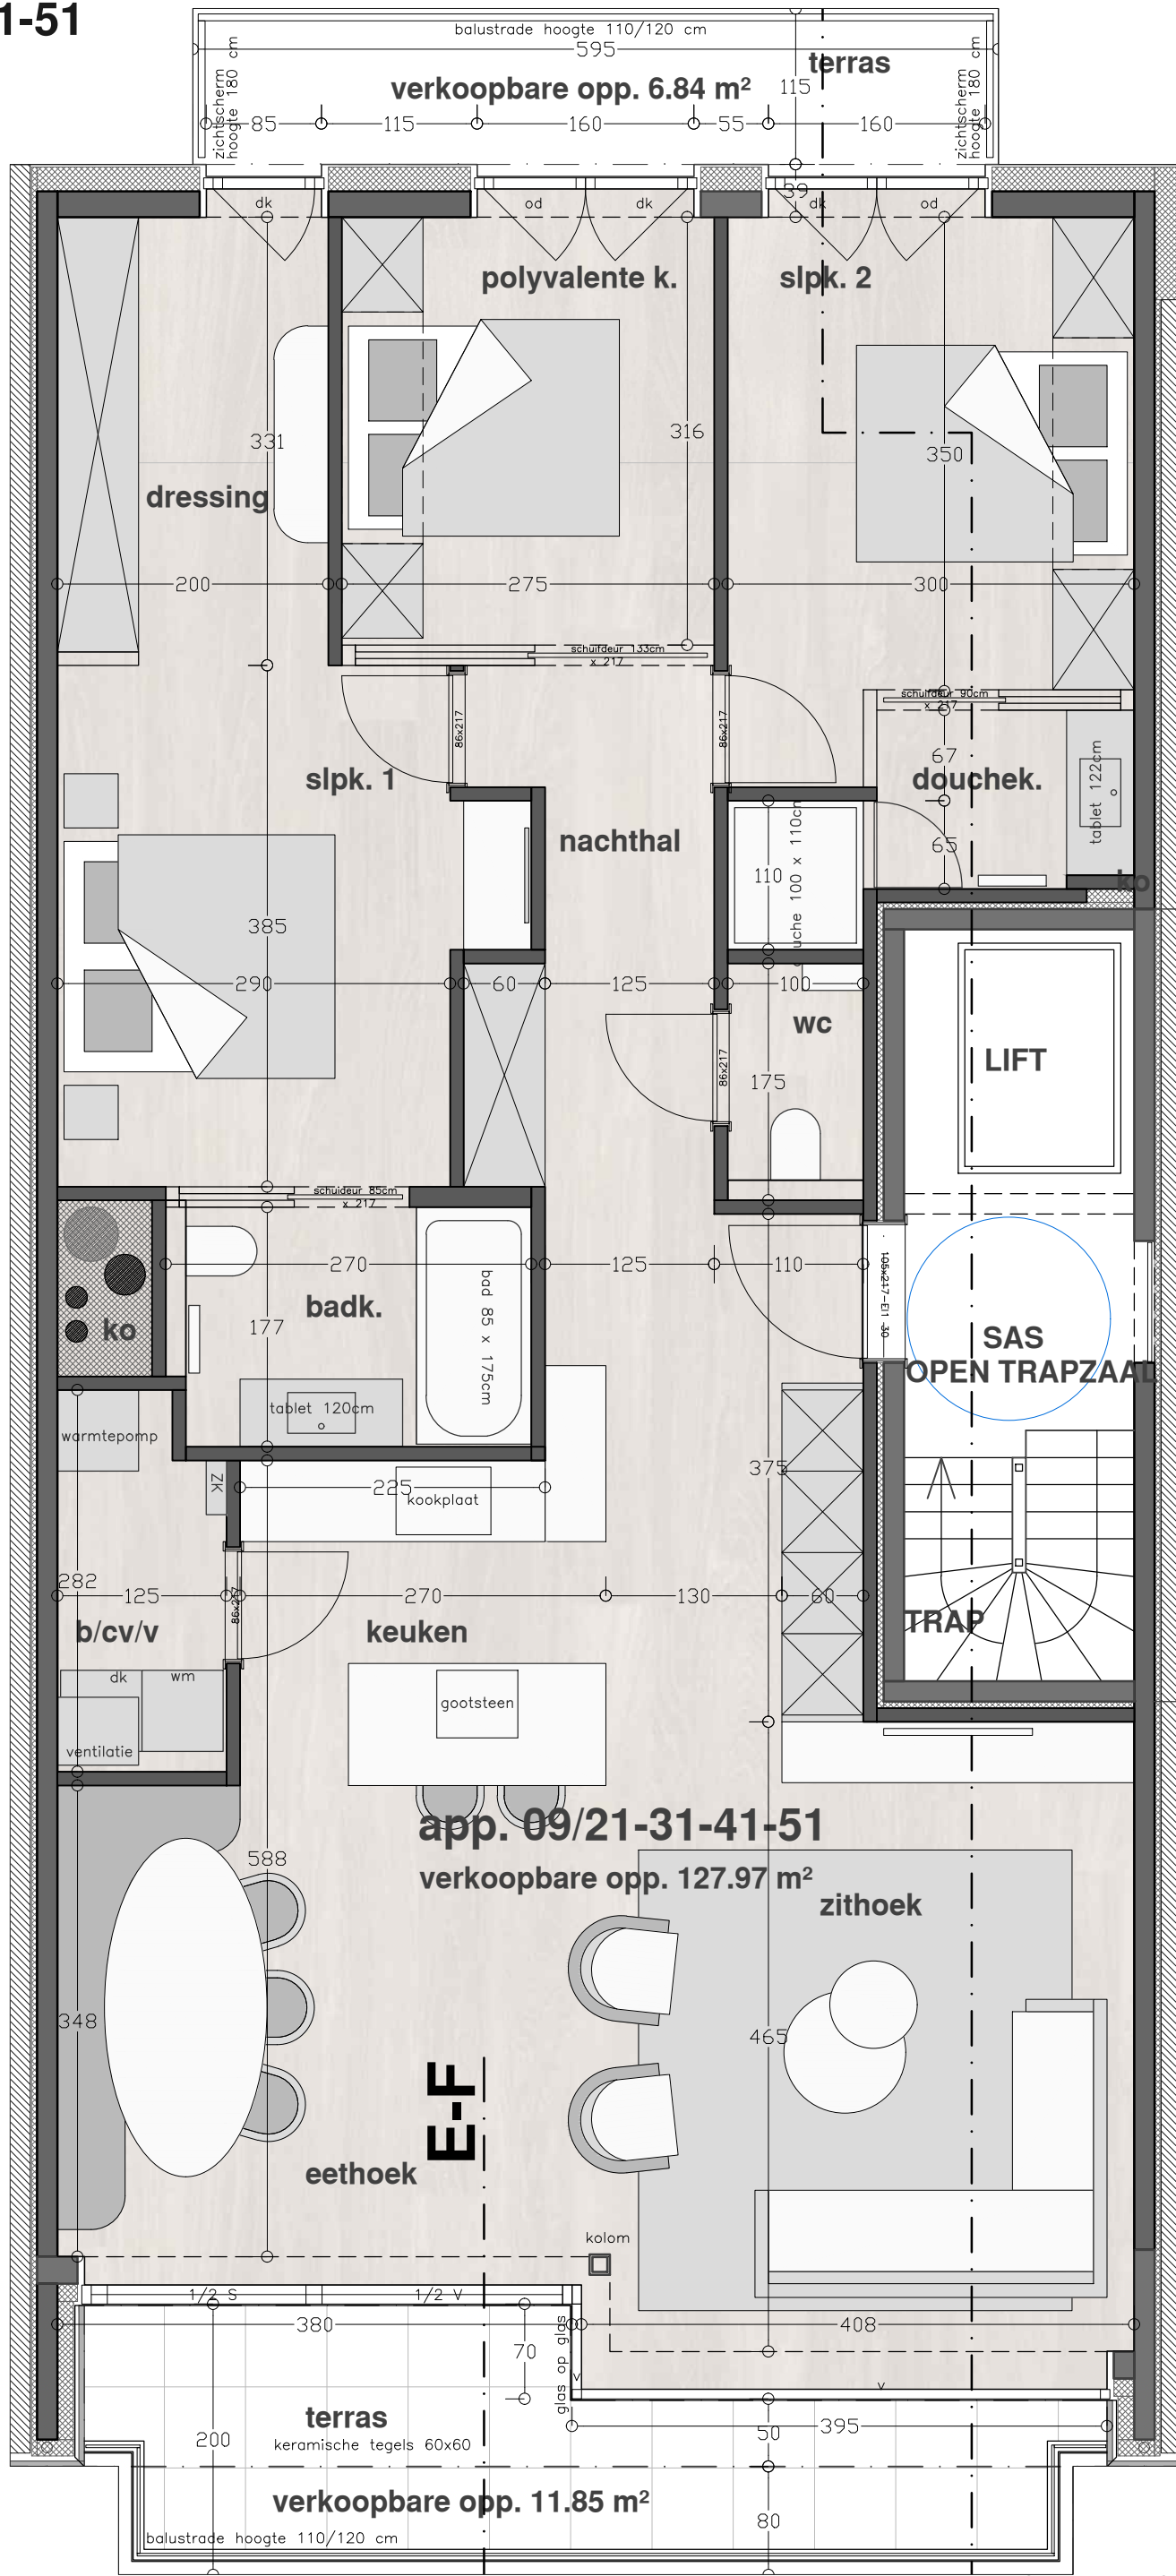 1-51
balustrade hoogte 110/120 cm
595
terras
verkoopbare opp. 6.84 m²
115
zichtscherm
hoogte 180 cm
zichtscherm
hoogte 180 cm
85
115
160
55
160
39
dk
od
dk
dk
od
polyvalente k.
slpk. 2
331
316
350
dressing
200
275
300
schuifdeur 133cm
x 217
schuifdeur 90cm
x 217
86x217
86x217
slpk. 1
67
douchek.
tablet 122cm
nachthal
65
110
uche 100 x 110cm
ko
385
290
60
125
100
wc
LIFT
86x217
175
schuideur 85cm
x 217
270
125
110
105x217-EI1 30
badk.
bad 85 x 175cm
ko
177
SAS
OPEN TRAPZAAL
tablet 120cm
warmtepomp
ZK
225
kookplaat
375
282
125
86x217
270
130
60
b/cv/v
keuken
TRAP
dk
wm
gootsteen
ventilatie
app. 09/21-31-41-51
verkoopbare opp. 127.97 m²
588
zithoek
348
465
E-F
eethoek
kolom
1/2 S
1/2 V
380
408
70
glas op glas
v
v
terras
200
keramische tegels 60x60
50
395
verkoopbare opp. 11.85 m²
80
balustrade hoogte 110/120 cm